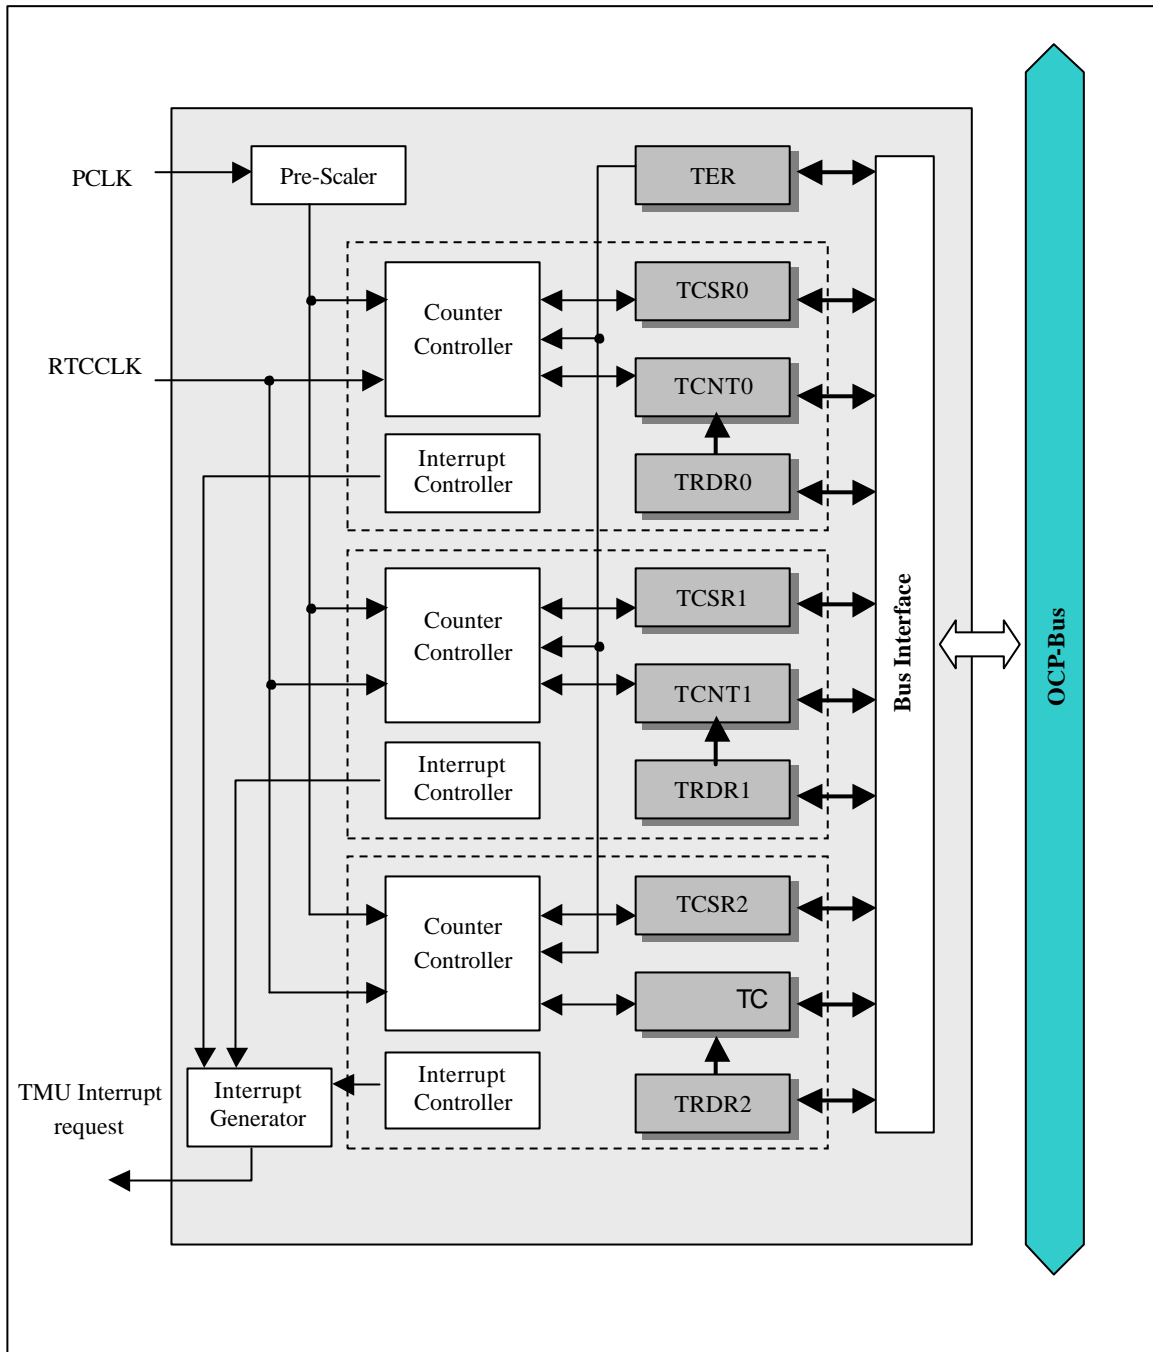 PCLK
Pre-Scaler
TER
Counter
Controller
TCSR0
RTCCLK
TCNT0
Interrupt
Controller
TRDR0
Counter
Controller
TCSR1
TCNT1
Interrupt
Controller
TRDR1
Bus Interface
OCP-Bus
Counter
Controller
TCSR2
TC
Interrupt
Controller
TRDR2
TMU Interrupt
request
Interrupt
Generator